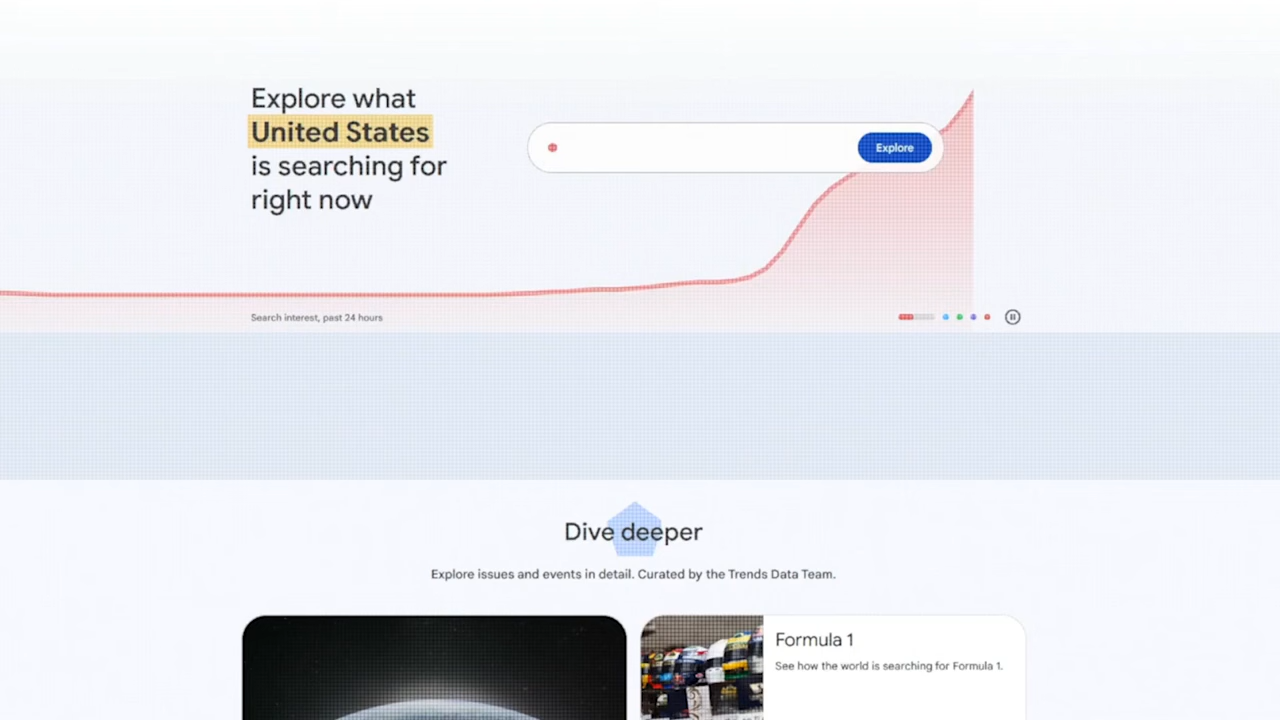 Explore what
United States
is searching for
right now
Explore
Search interest, past 24 hours
Dive deeper
Explore issues and events in detail. Curated by the Trends Data Team.
Formula 1
See how the world is searching for Formula 1.